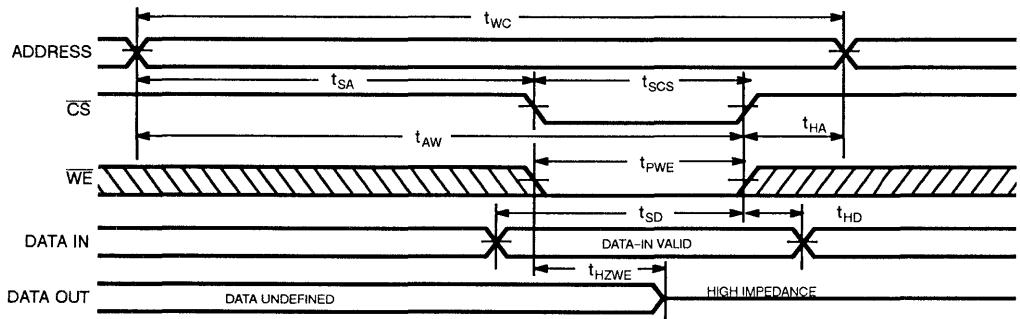 tWC
ADDRESS
tSA tSCS
CS
tAW tHA
WE tPWE
tSD tHD
DATA IN DATA-IN VALID
tHZWE
DATA OUT DATA UNDEFINED HIGH IMPEDANCE